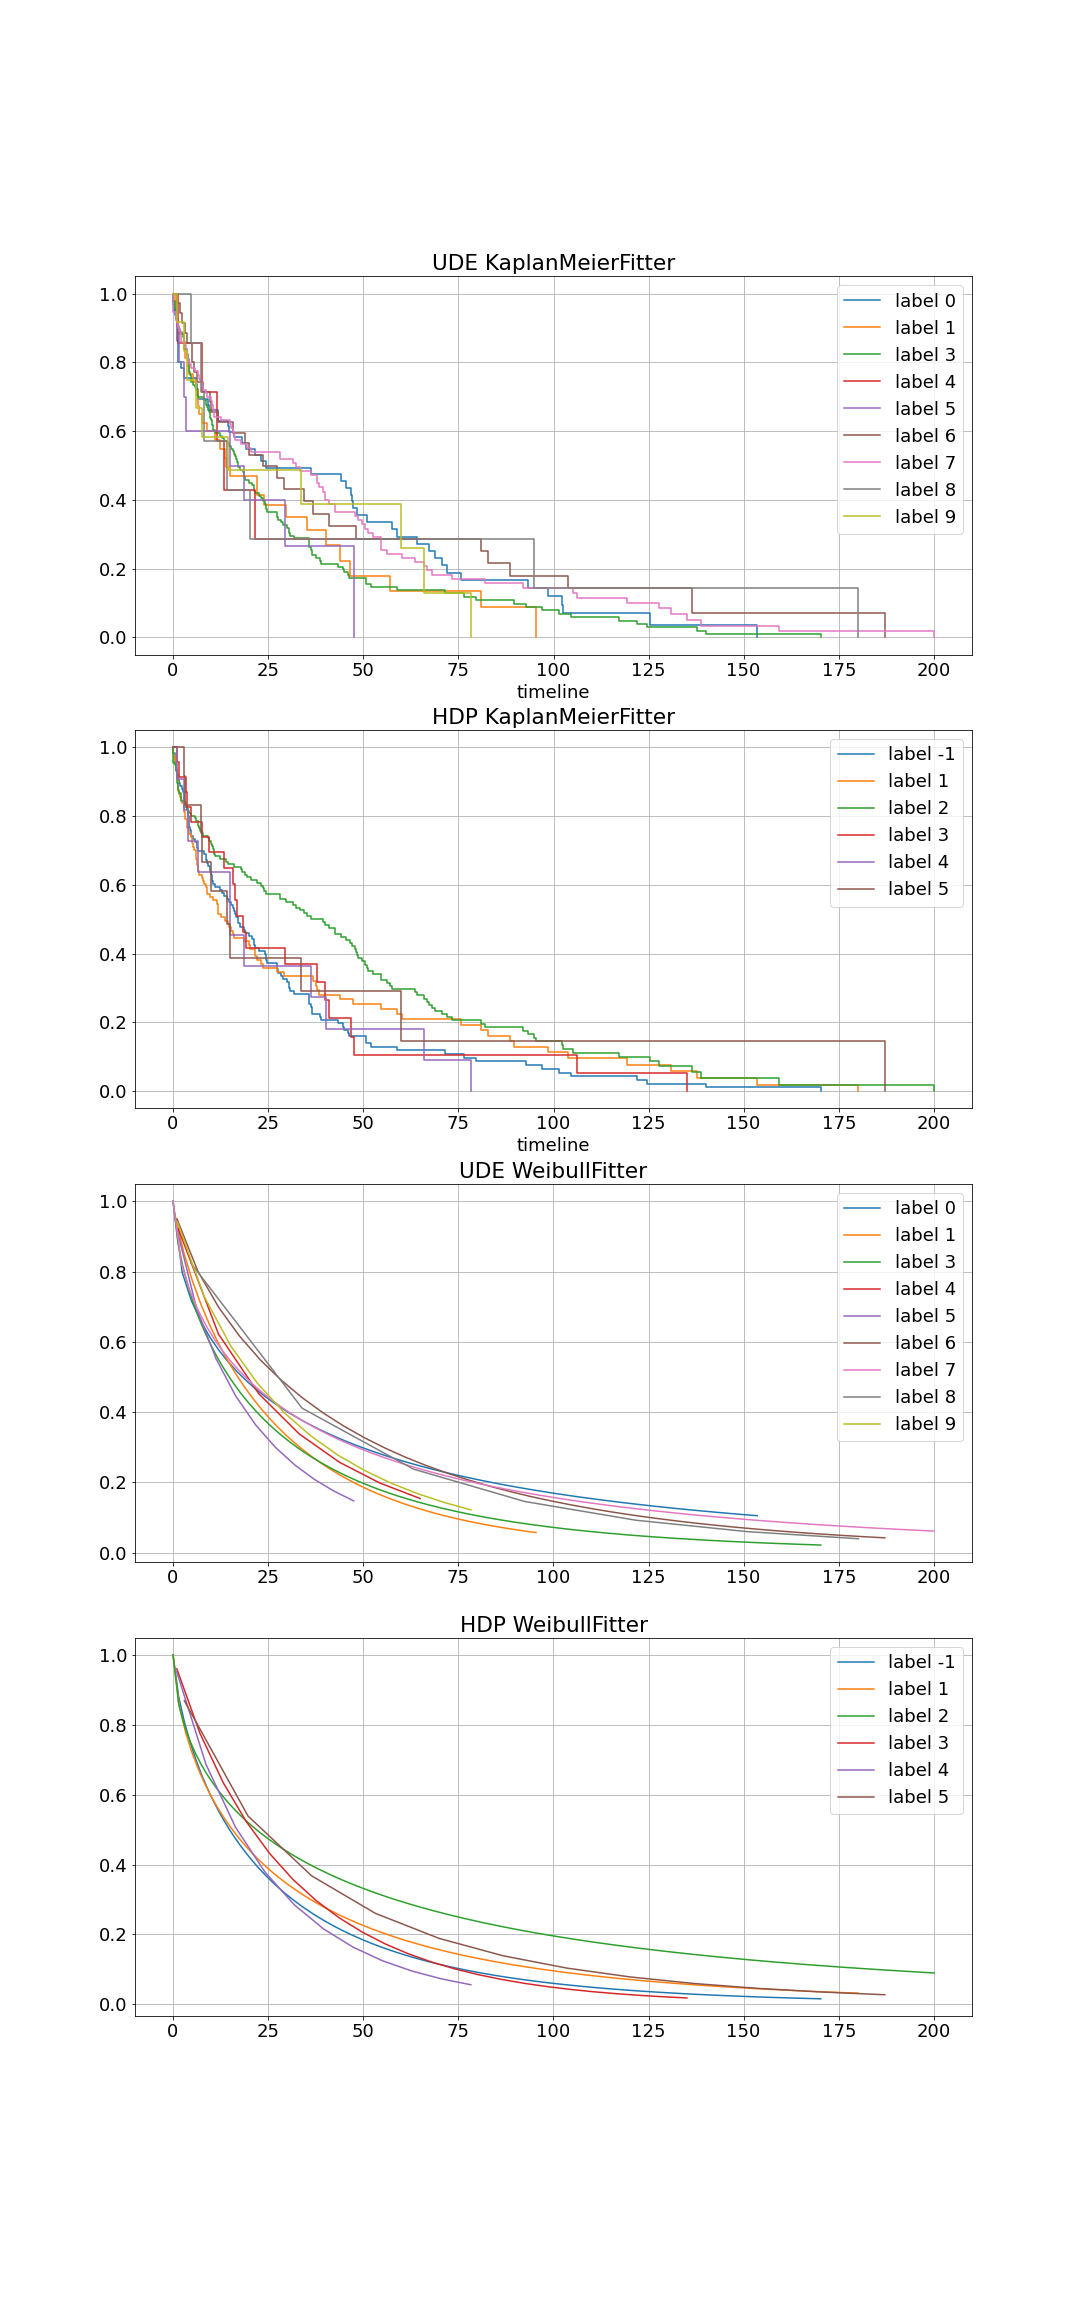 UDE KaplanMeierFitter
1.0
0.8
0.6
0.4
0.2
0.0
label 0
label 1
label 3
label 4
label 5
label 6
label 7
label 8
label 9
0 25 50 75 100 125 150 175 200
timeline
HDP KaplanMeierFitter
1.0
0.8
0.6
0.4
0.2
0.0
label -1
label 1
label 2
label 3
label 4
label 5
0 25 50 75 100 125 150 175 200
timeline
UDE WeibullFitter
1.0
0.8
0.6
0.4
0.2
0.0
label 0
label 1
label 3
label 4
label 5
label 6
label 7
label 8
label 9
0 25 50 75 100 125 150 175 200
HDP WeibullFitter
1.0
0.8
0.6
0.4
0.2
0.0
label -1
label 1
label 2
label 3
label 4
label 5
0 25 50 75 100 125 150 175 200